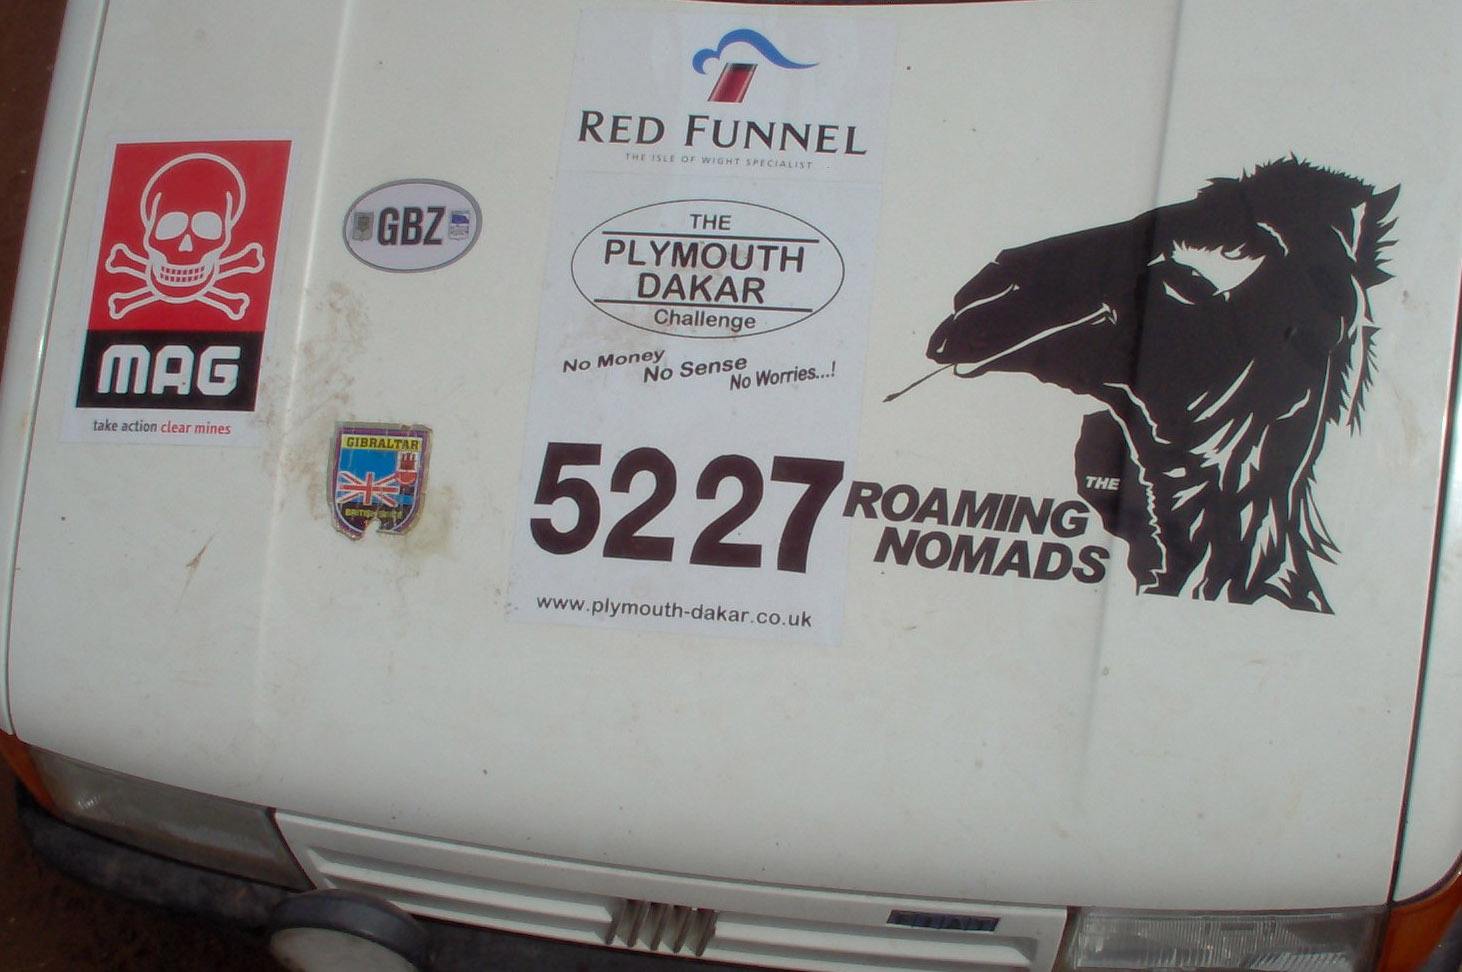 RED FUNNEL
THE ISLE OF WIGHT SPECIALIST
MAG
take action clear mines
GBZ
THE
PLYMOUTH
DAKAR
Challenge
No Money
No Sense
No Worries...!
GIBRALTAR
BRITISH
5227
www.plymouth-dakar.co.uk
THE
ROAMING
NOMADS